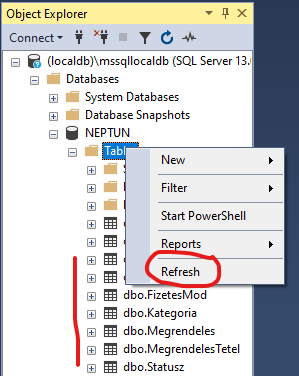 Object Explorer
Connect
(localdb)\mssqllocaldb (SQL Server 13.
Databases
System Databases
Database Snapshots
NEPTUN
Tabl
New
Filter
Start PowerShell
Reports
Refresh
dbo.FizetesMod
dbo.Kategoria
dbo.Megrendeles
dbo.MegrendelesTetel
dbo.Statusz